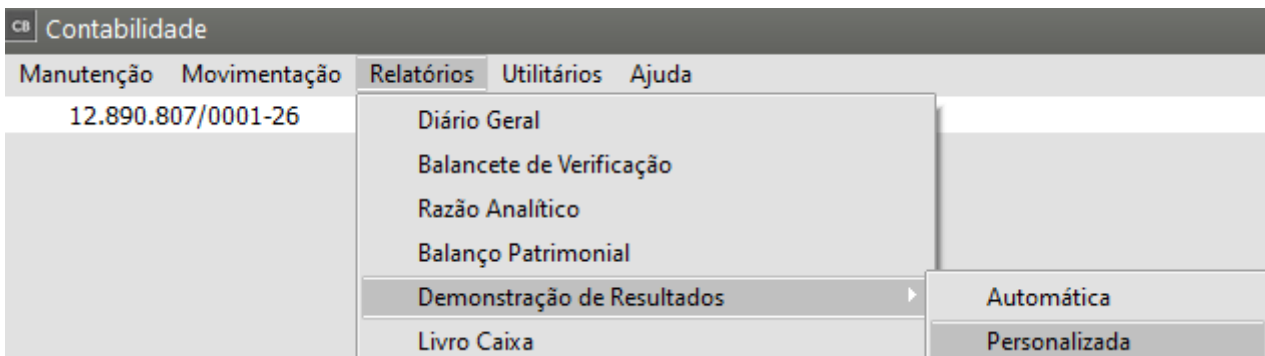 CB Contabilidade
Manutenção Movimentação Relatórios Utilitários Ajuda
12.890.807/0001-26
Diário Geral
Balancete de Verificação
Razão Analítico
Balanço Patrimonial
Demonstração de Resultados
Automática
Livro Caixa
Personalizada